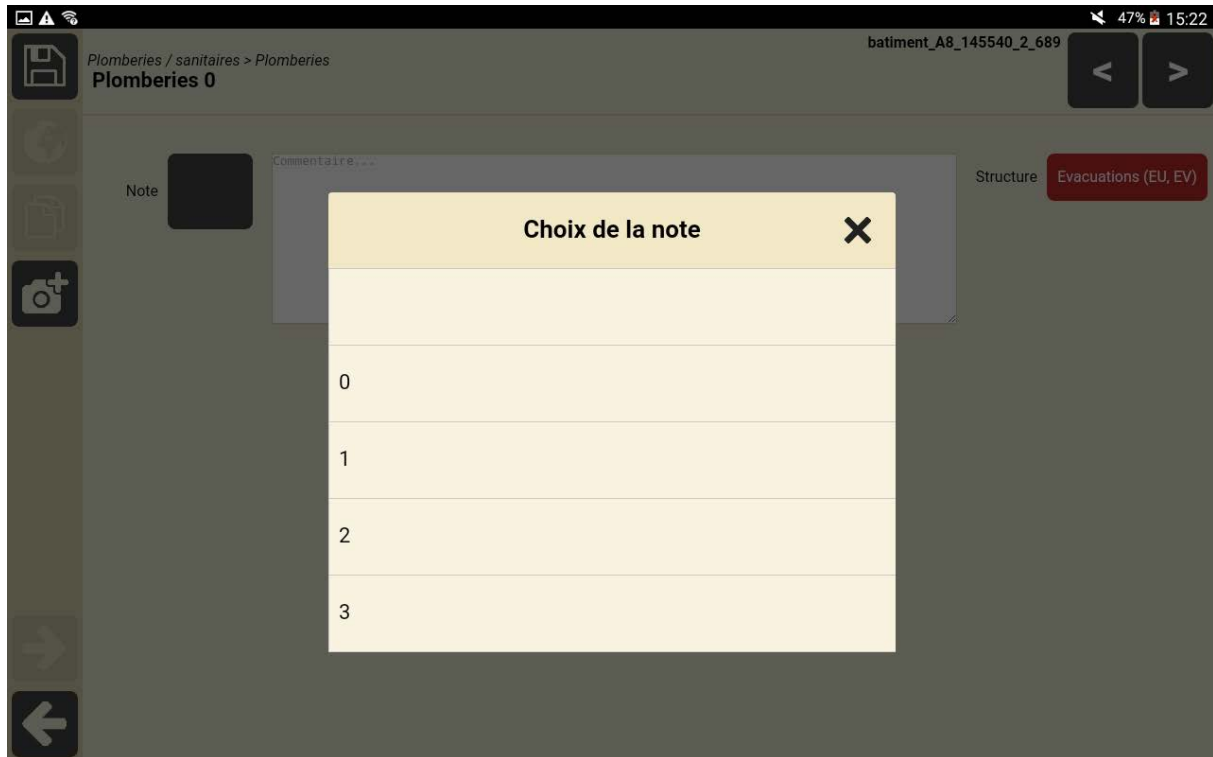 47% 15:22
batiment_A8_145540_2_689
Plomberies / sanitaires > Plomberies
Plomberies 0
< >
Note
Commentaire...
Structure
Evacuations (EU, EV)
Choix de la note
0
1
2
3